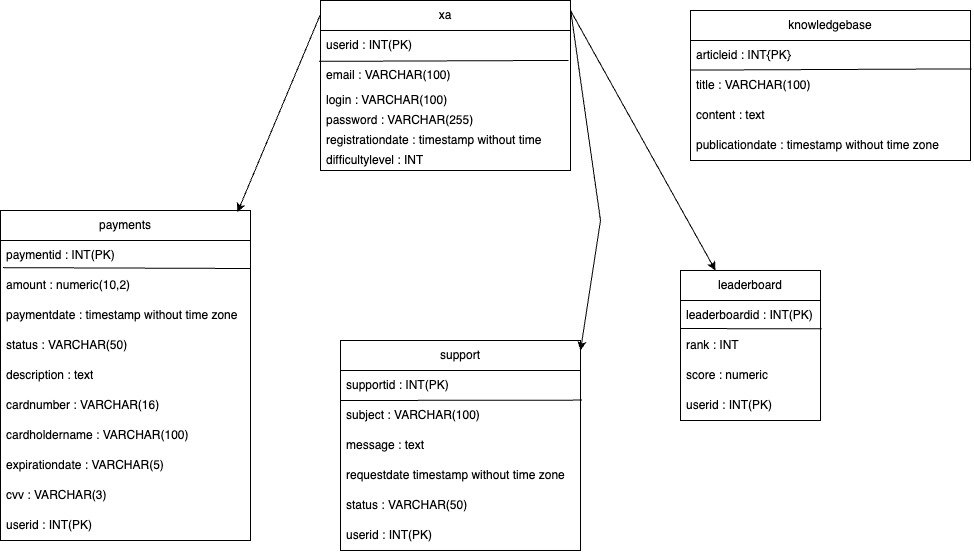 xa
userid : INT(PK)
email : VARCHAR(100)
login : VARCHAR(100)
password : VARCHAR(255)
registrationdate : timestamp without time
difficultylevel : INT
knowledgebase
articleid : INT{PK}
title : VARCHAR(100)
content : text
publicationdate : timestamp without time zone
payments
paymentid : INT(PK)
amount : numeric(10,2)
paymentdate : timestamp without time zone
status : VARCHAR(50)
description : text
cardnumber : VARCHAR(16)
cardholdername : VARCHAR(100)
expirationdate : VARCHAR(5)
cvv : VARCHAR(3)
userid : INT(PK)
support
supportid : INT(PK)
subject : VARCHAR(100)
message : text
requestdate timestamp without time zone
status : VARCHAR(50)
userid : INT(PK)
leaderboard
leaderboardid : INT(PK)
rank : INT
score : numeric
userid : INT(PK)